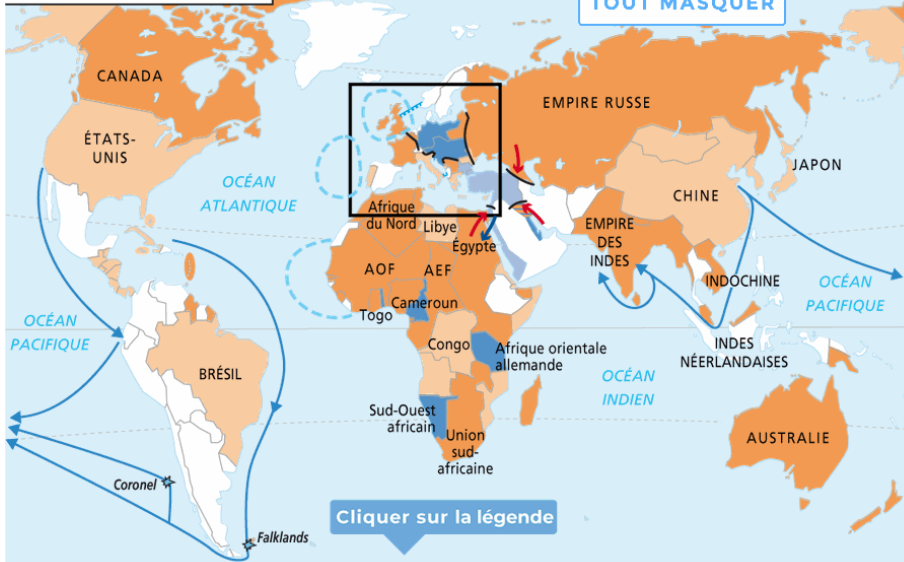 TOUT MASQUER
CANADA
EMPIRE RUSSE
ÉTATS-
UNIS
JAPON
OCÉAN
ATLANTIQUE
CHINE
Afrique
du Nord
Libye
Égypte
EMPIRE
DES
INDES
AOF
AEF
INDOCHINE
OCÉAN
PACIFIQUE
Togo
Cameroun
OCÉAN
PACIFIQUE
Congo
Afrique orientale
allemande
INDES
NÉERLANDAISES
BRÉSIL
OCÉAN
INDIEN
Sud-Ouest
africain
Union
sud-
africaine
AUSTRALIE
Coronel
Falklands
Cliquer sur la légende